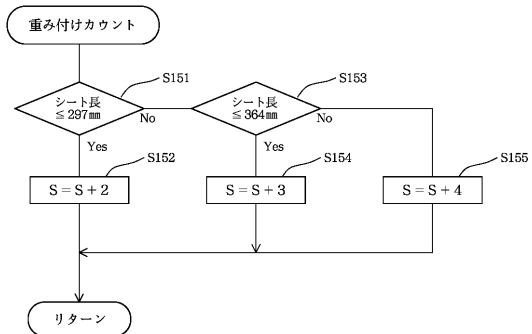 重み付けカウント
S151
シート長
≦297㎜
No
Yes
S153
シート長
≦364㎜
No
Yes
S152
S=S+2
S154
S=S+3
S155
S=S+4
リターン